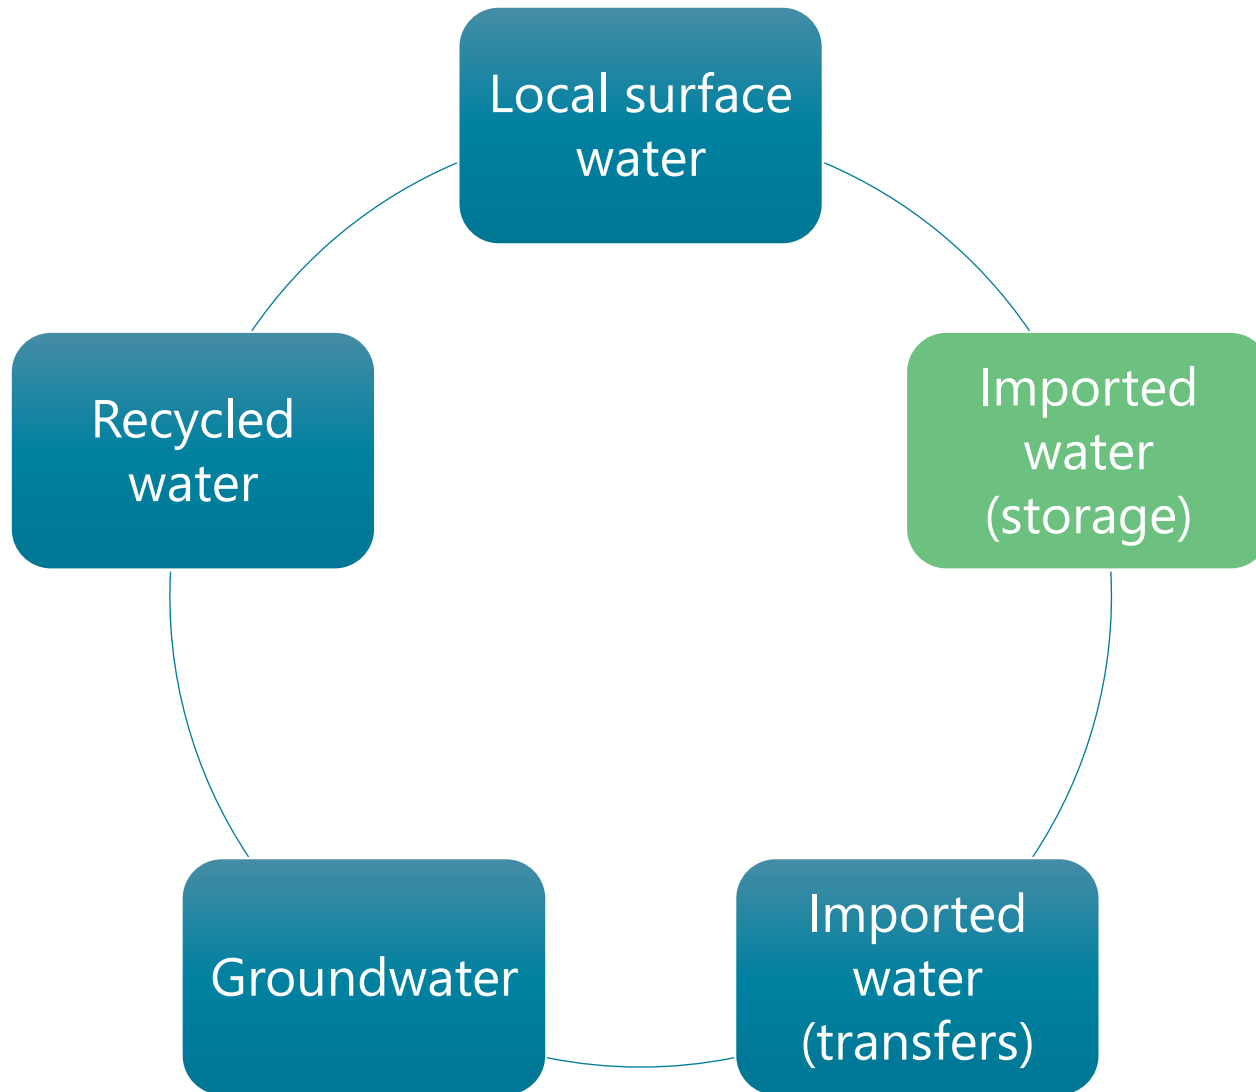 Local surface
water
Imported
water
(storage)
Imported
water
(transfers)
Groundwater
Recycled
water